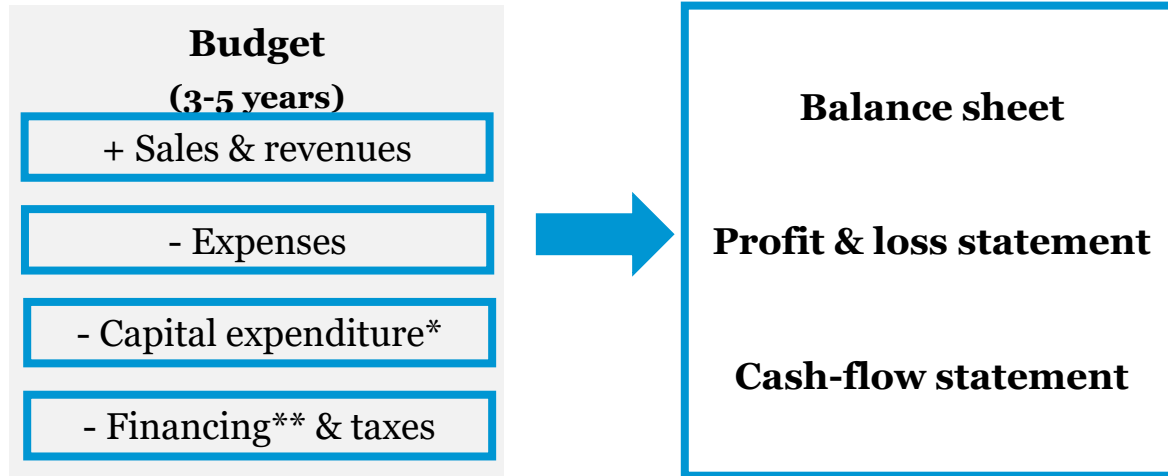 Budget
(3-5 years)
+ Sales & revenues
- Expenses
- Capital expenditure*
- Financing** & taxes
Balance sheet
Profit & loss statement
Cash-flow statement